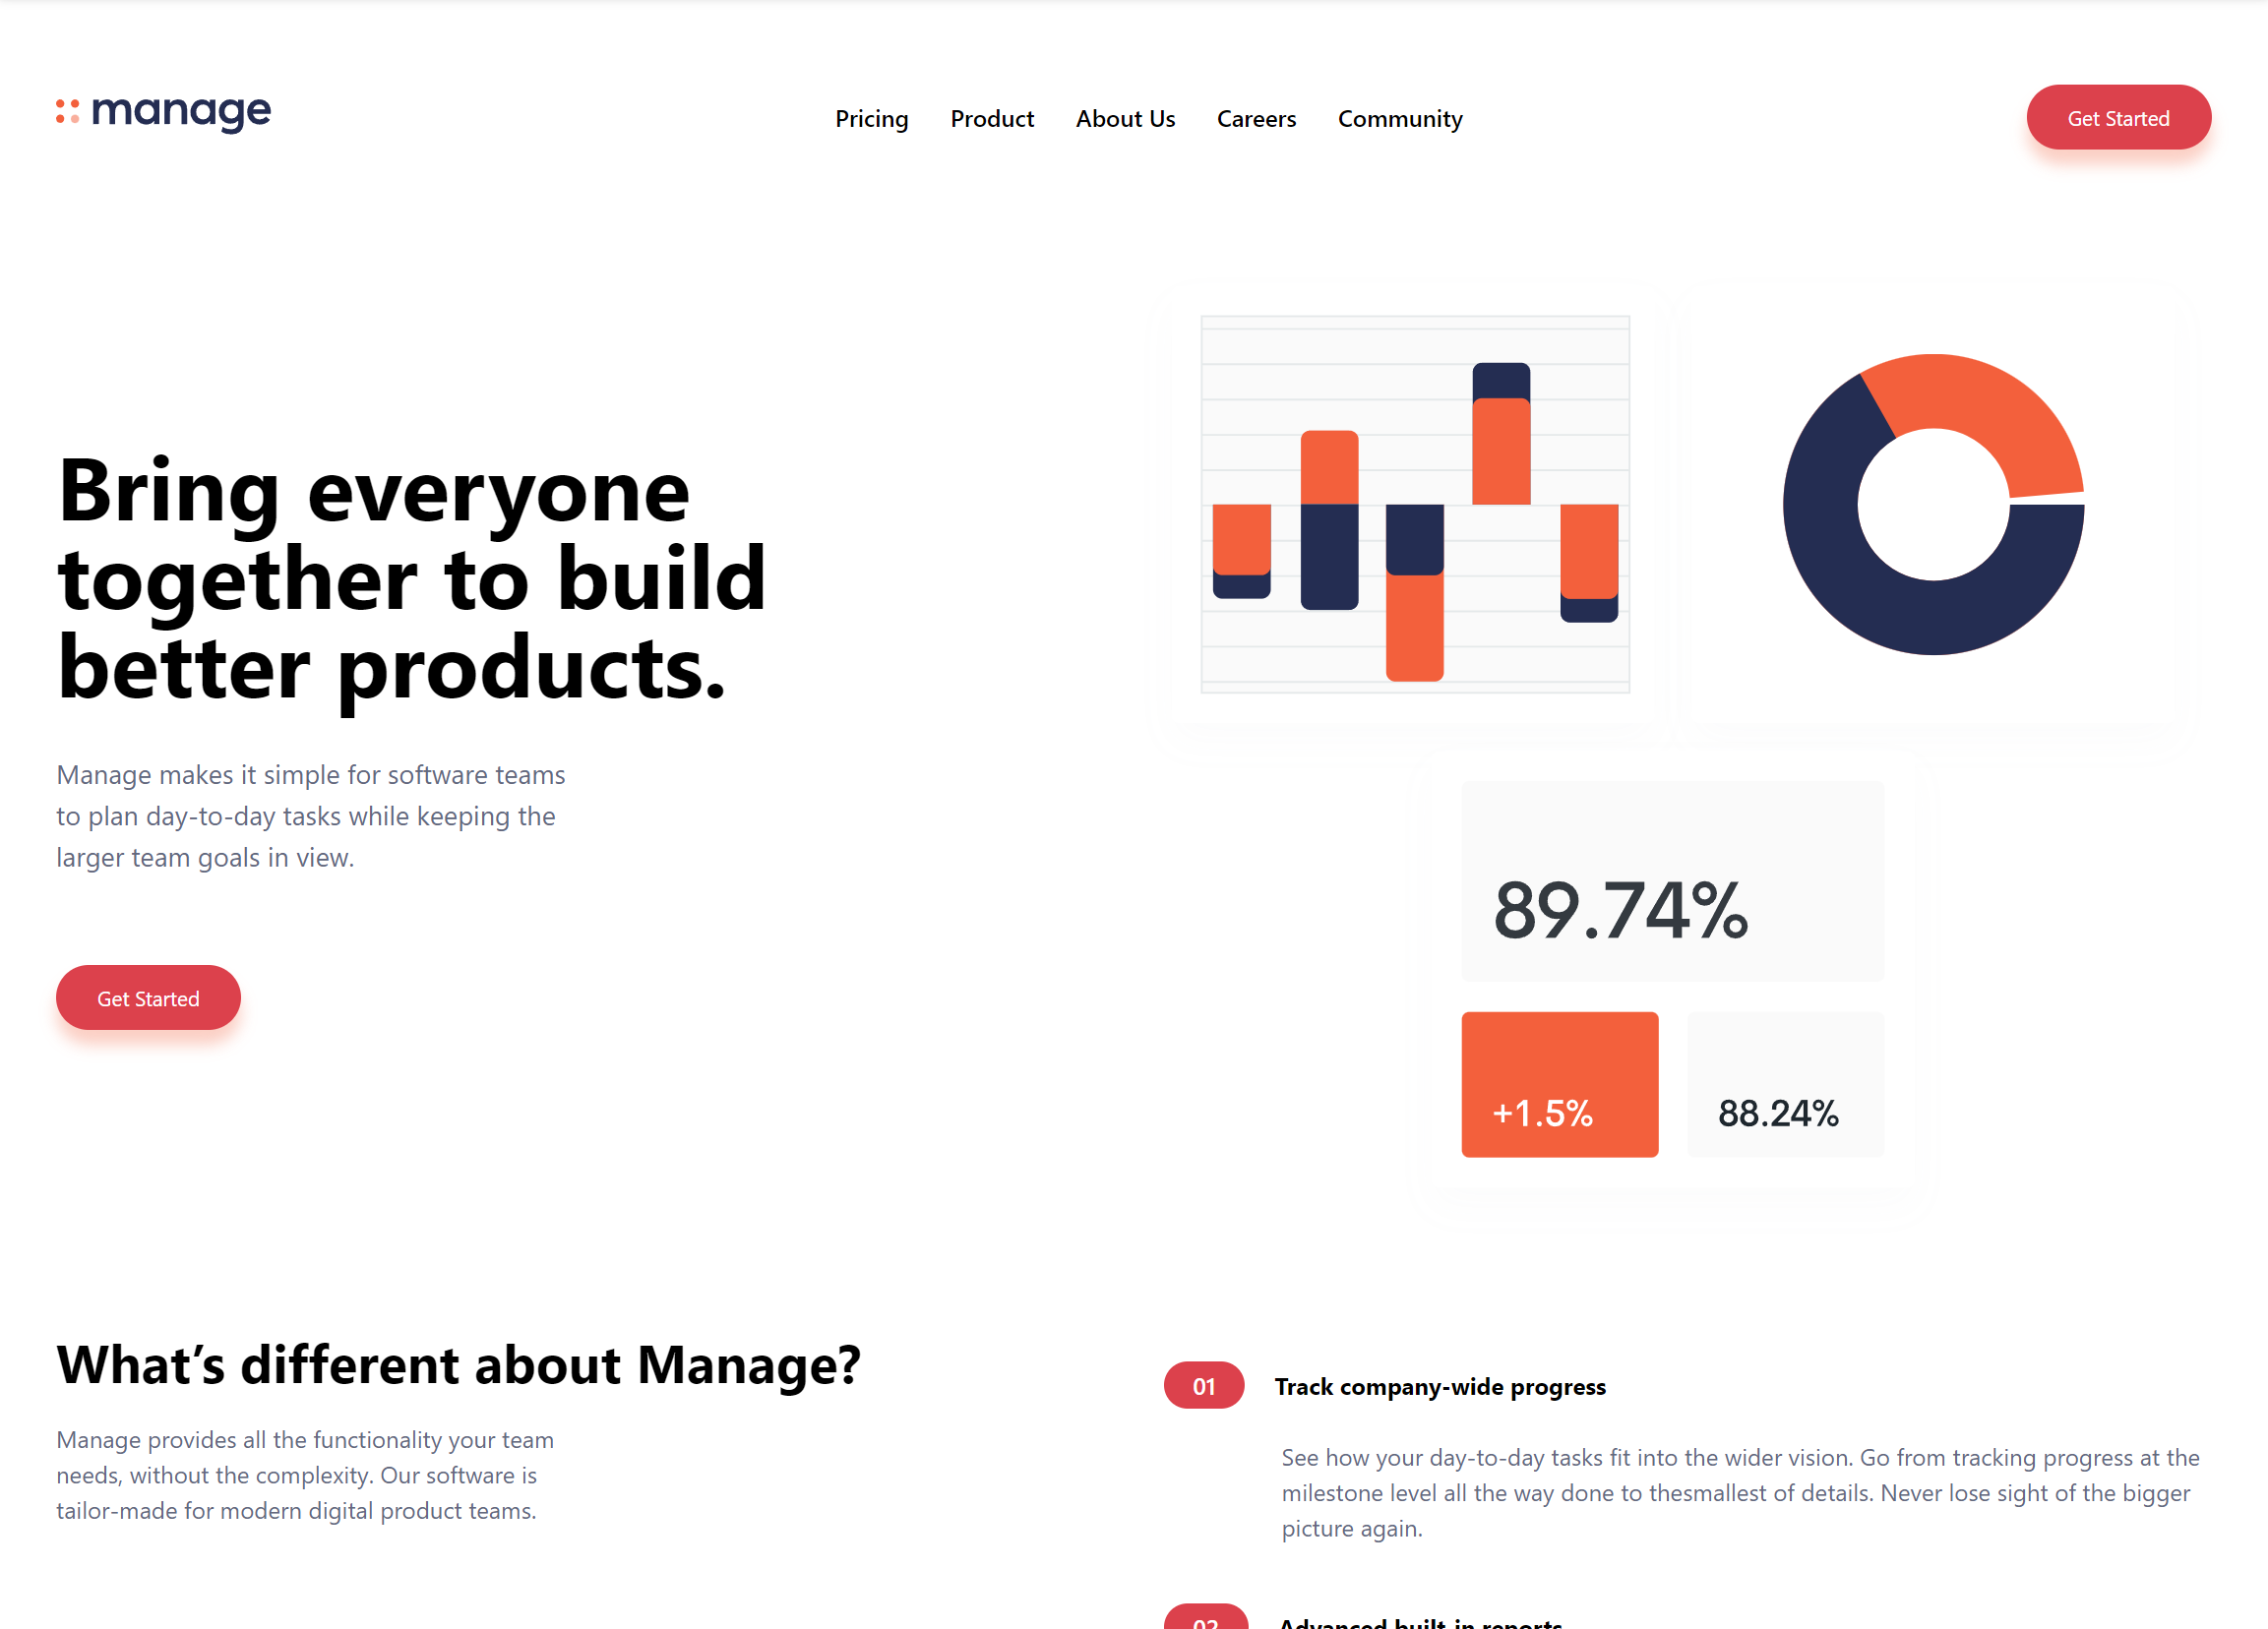 manage
Pricing
Product
About Us
Careers
Community
Get Started
Bring everyone
together to build
better products.
Manage makes it simple for software teams
to plan day-to-day tasks while keeping the
larger team goals in view.
Get Started
89.74%
+1.5%
88.24%
What’s different about Manage?
Manage provides all the functionality your team
needs, without the complexity. Our software is
tailor-made for modern digital product teams.
01
Track company-wide progress
See how your day-to-day tasks fit into the wider vision. Go from tracking progress at the
milestone level all the way done to thesmallest of details. Never lose sight of the bigger
picture again.
02
Advanced built-in reports